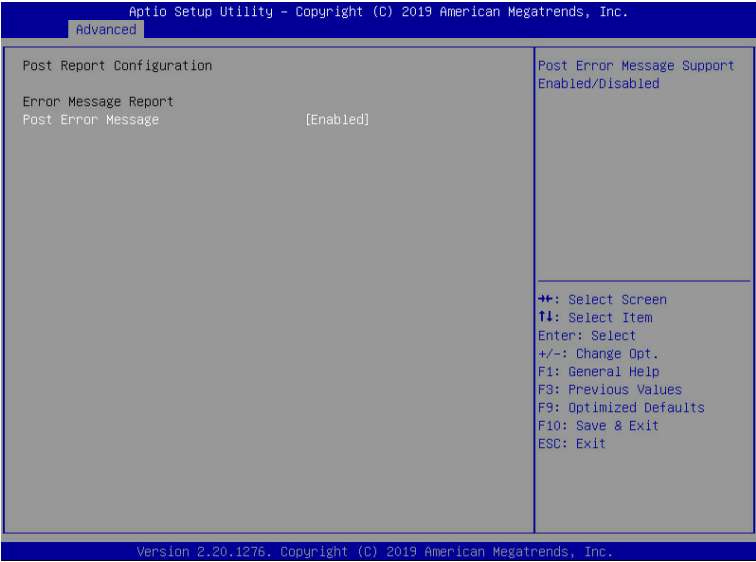 Aptio Setup Utility – Copyright (C) 2019 American Megatrends, Inc.
Advanced
Post Report Configuration
Error Message Report
Post Error Message [Enabled]
Post Error Message Support
Enabled/Disabled
→←: Select Screen
↑↓: Select Item
Enter: Select
+/-: Change Opt.
F1: General Help
F3: Previous Values
F9: Optimized Defaults
F10: Save & Exit
ESC: Exit
Version 2.20.1276. Copyright (C) 2019 American Megatrends, Inc.